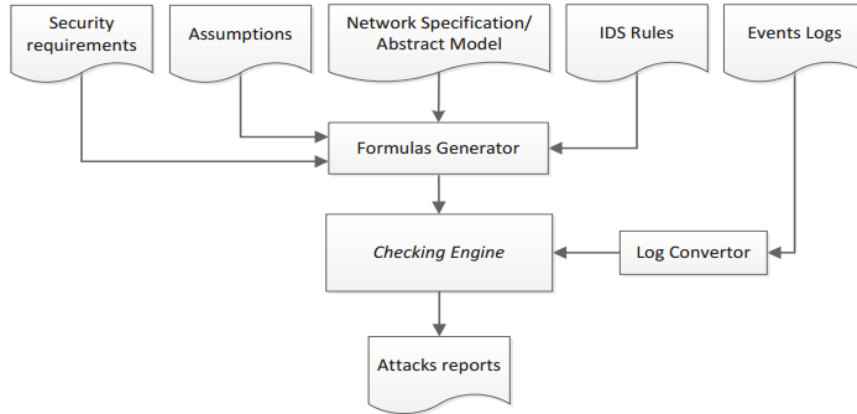 Security
requirements
Assumptions
Network Specification/
Abstract Model
IDS Rules
Events Logs
Formulas Generator
Checking Engine
Log Convertor
Attacks reports